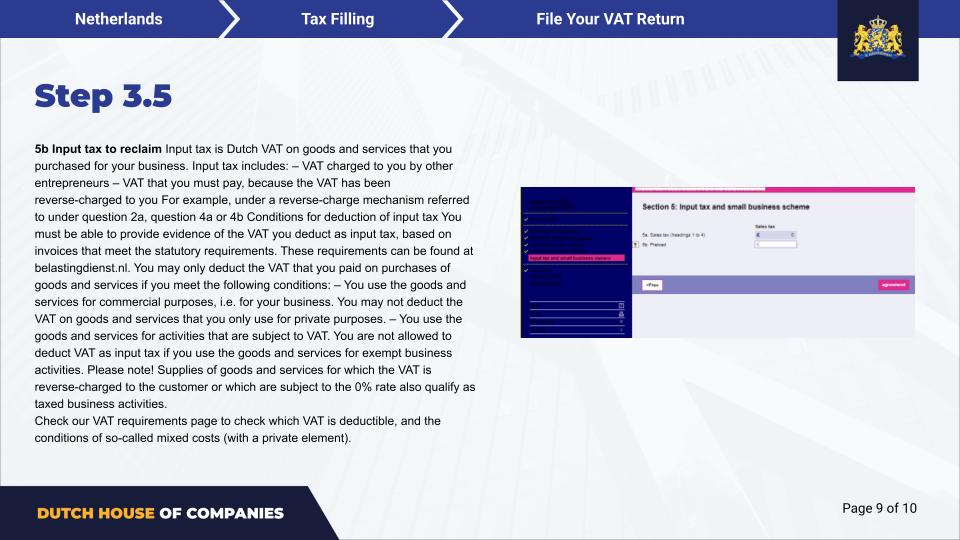 Netherlands
Tax Filling
File Your VAT Return
Step 3.5
5b Input tax to reclaim Input tax is Dutch VAT on goods and services that you
purchased for your business. Input tax includes: – VAT charged to you by other
entrepreneurs – VAT that you must pay, because the VAT has been
reverse-charged to you For example, under a reverse-charge mechanism referred
to under question 2a, question 4a or 4b Conditions for deduction of input tax You
must be able to provide evidence of the VAT you deduct as input tax, based on
invoices that meet the statutory requirements. These requirements can be found at
belastingdienst.nl. You may only deduct the VAT that you paid on purchases of
goods and services if you meet the following conditions: – You use the goods and
services for commercial purposes, i.e. for your business. You may not deduct the
VAT on goods and services that you only use for private purposes. – You use the
goods and services for activities that are subject to VAT. You are not allowed to
deduct VAT as input tax if you use the goods and services for exempt business
activities. Please note! Supplies of goods and services for which the VAT is
reverse-charged to the customer or which are subject to the 0% rate also qualify as
taxed business activities.
Check our VAT requirements page to check which VAT is deductible, and the
conditions of so-called mixed costs (with a private element).
Section 5: Input tax and small business scheme
Sales tax
5a. Sales tax (headings 1 to 4)
5b. Preload
Input tax and small business owners
<Prev
agreement
DUTCH HOUSE OF COMPANIES
Page 9 of 10